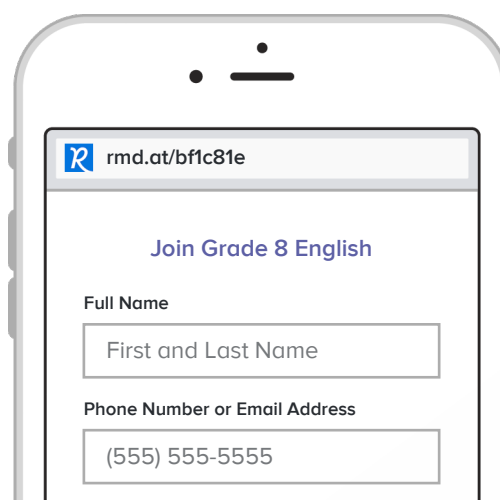 R rmd.at/bf1c81e
Join Grade 8 English
Full Name
First and Last Name
Phone Number or Email Address
(555) 555-5555